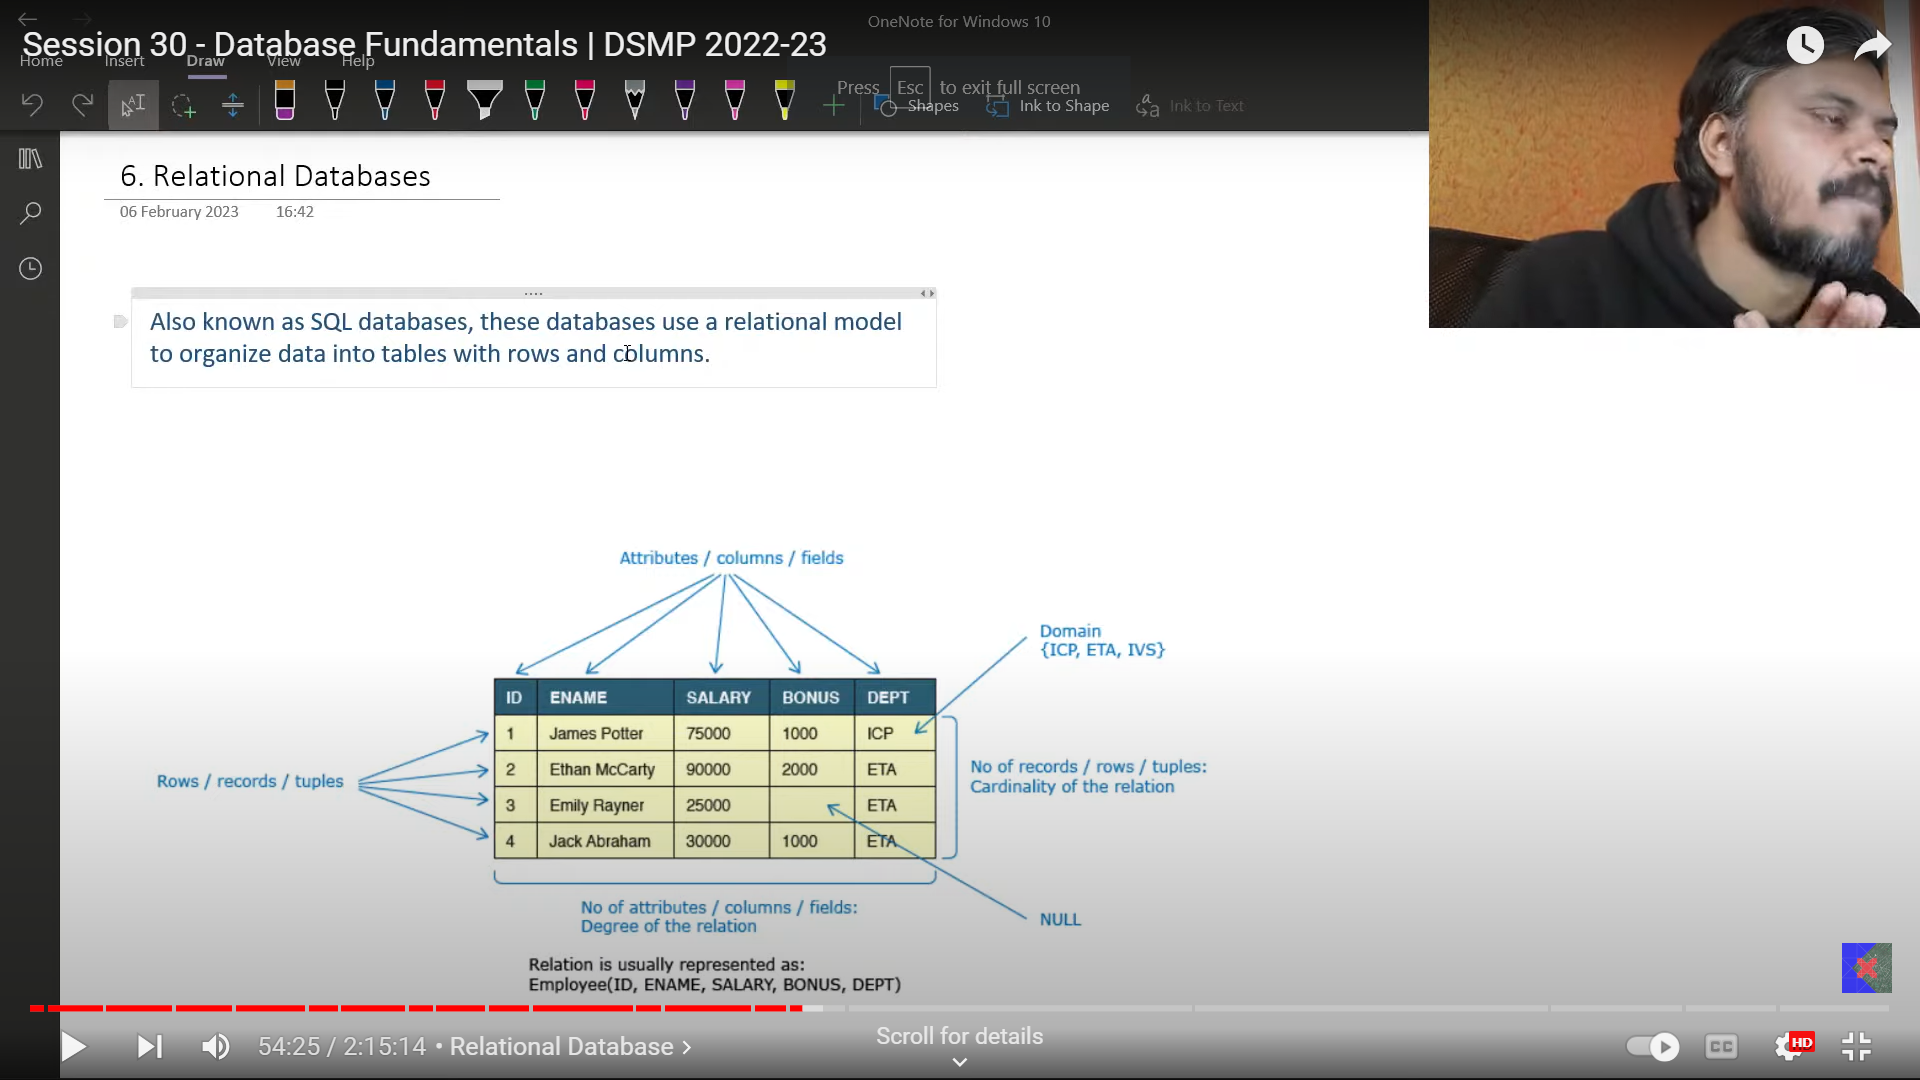 OneNote for Windows 10
Session 30 - Database Fundamentals | DSMP 2022-23
Home Insert Draw View Help
Press Esc to exit full screen
Shapes Ink to Shape Ink to Text
6. Relational Databases
06 February 2023 16:42
Also known as SQL databases, these databases use a relational model
to organize data into tables with rows and columns.
Attributes / columns / fields
Domain
{ICP, ETA, IVS}
ID ENAME SALARY BONUS DEPT
1 James Potter 75000 1000 ICP
2 Ethan McCarty 90000 2000 ETA
3 Emily Rayner 25000 ETA
4 Jack Abraham 30000 1000 ETA
Rows / records / tuples
No of records / rows / tuples:
Cardinality of the relation
No of attributes / columns / fields:
Degree of the relation
NULL
Relation is usually represented as:
Employee(ID, ENAME, SALARY, BONUS, DEPT)
54:25 / 2:15:14 • Relational Database >
Scroll for details
CC
HD